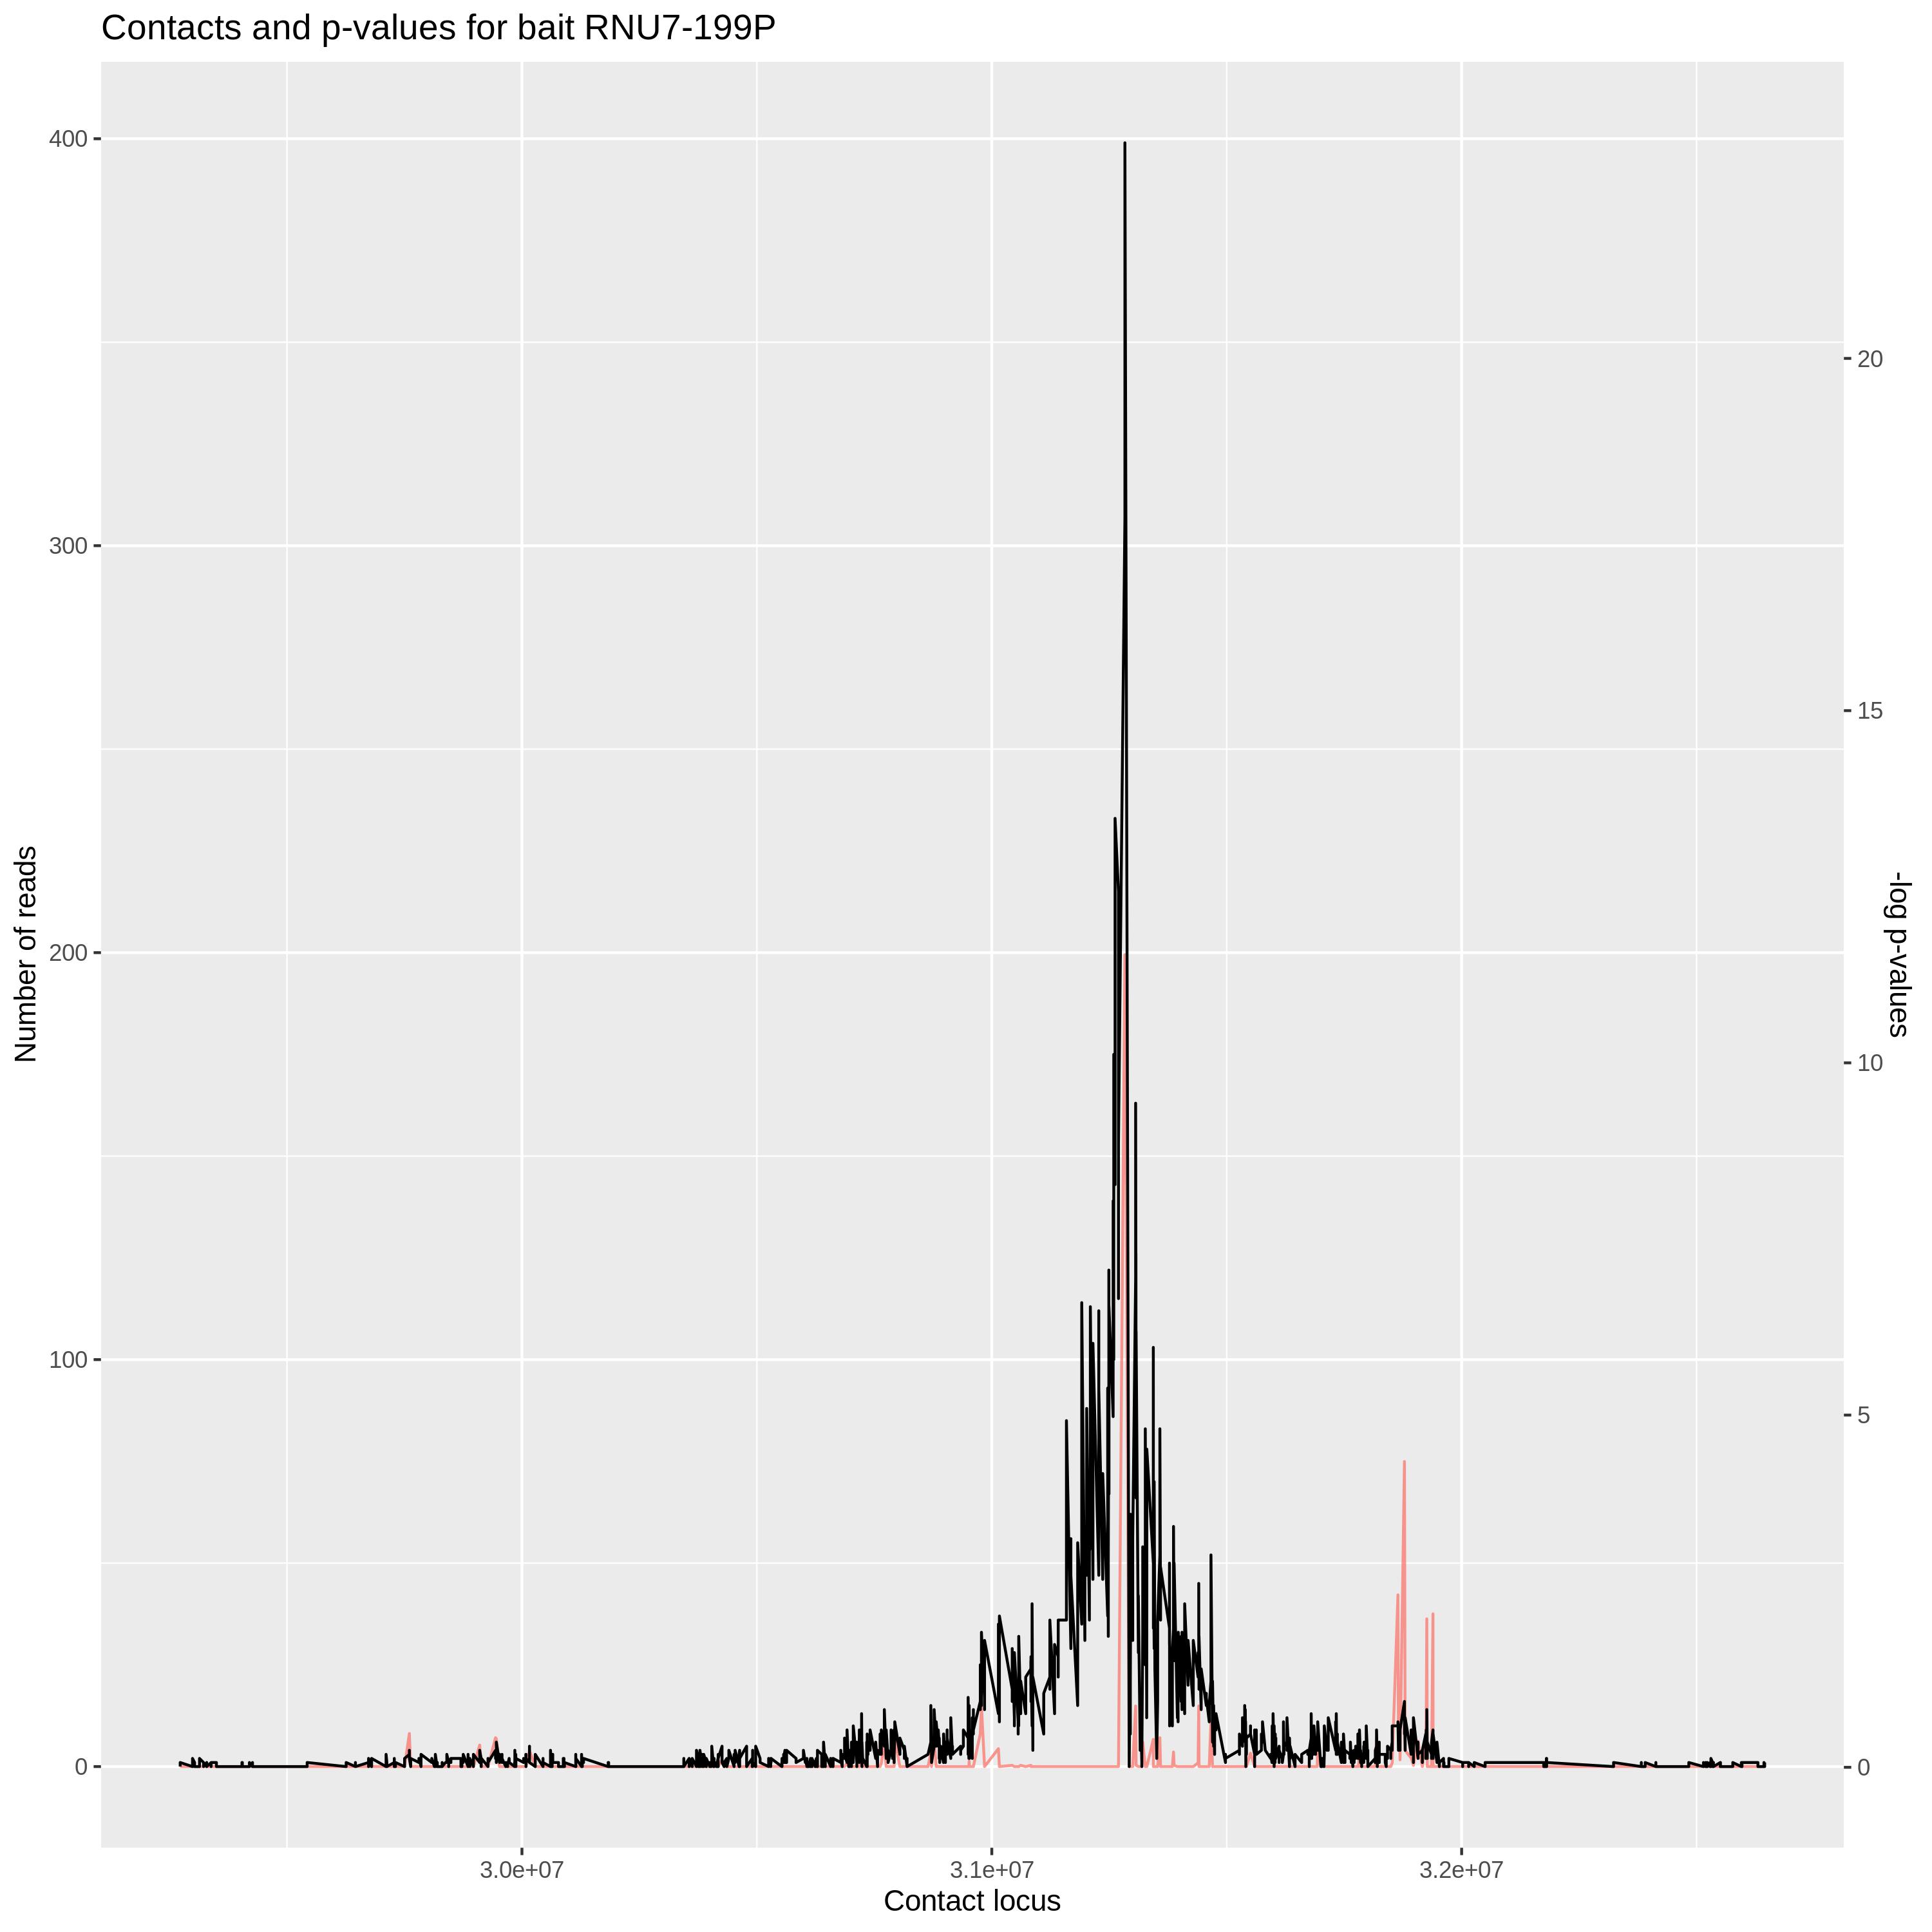 Contacts and p-values for bait RNU7-199P
400
300
200
100
0
Number of reads
20
15
10
5
0
-log p-values
3.0e+07
3.1e+07
3.2e+07
Contact locus